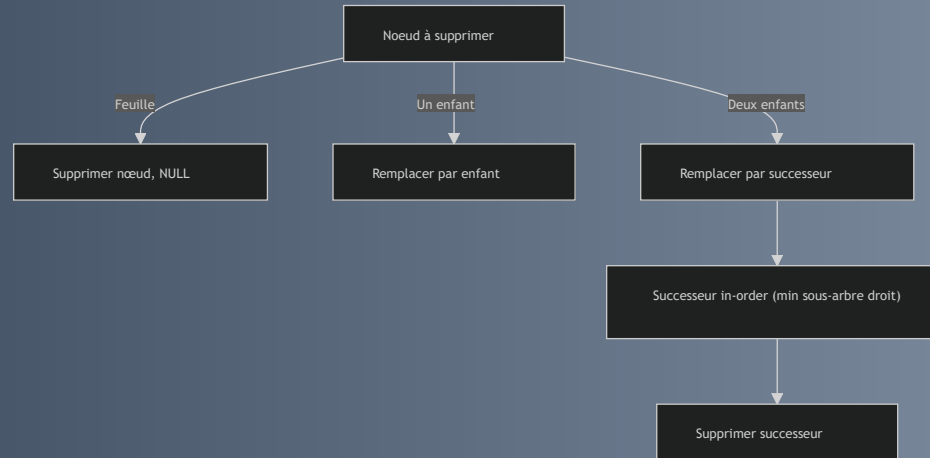 Noeud à supprimer
Feuille
Un enfant
Deux enfants
Supprimer nœud, NULL
Remplacer par enfant
Remplacer par successeur
Successeur in-order (min sous-arbre droit)
Supprimer successeur